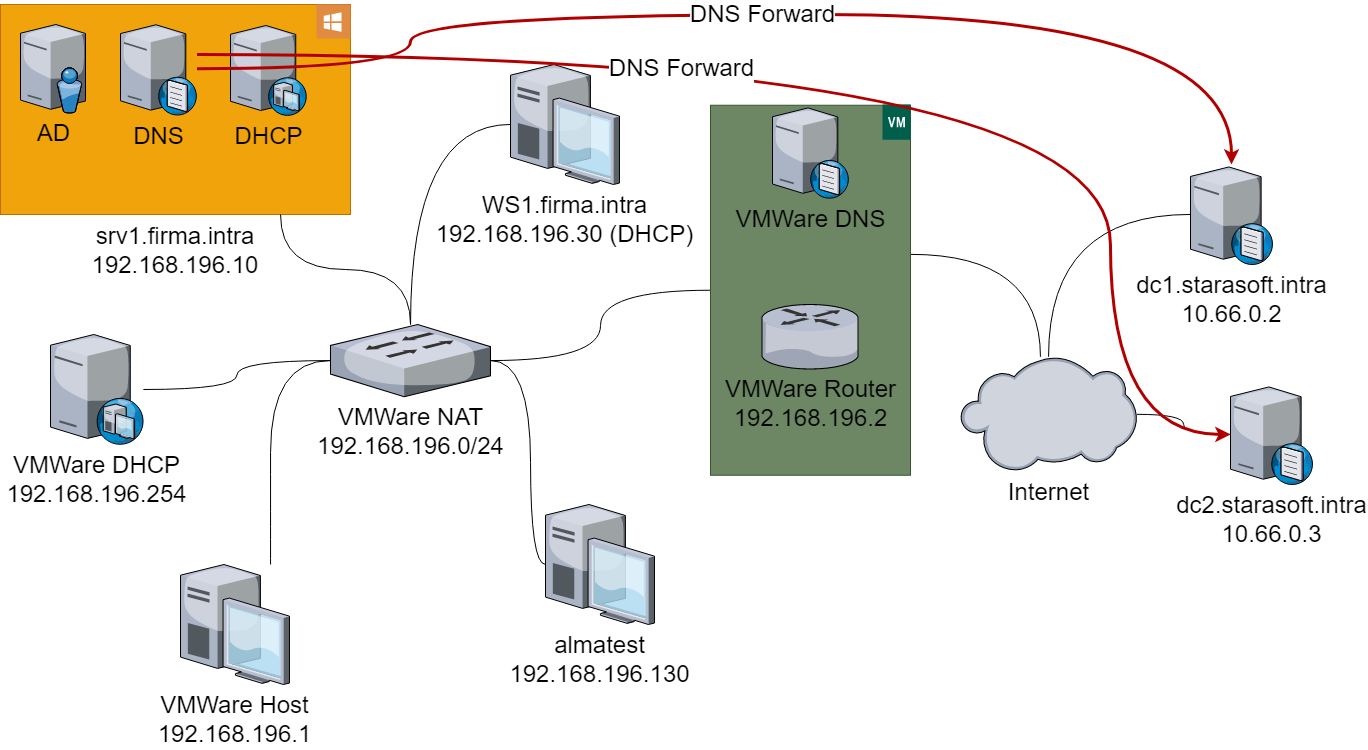 DNS Forward
DNS Forward
AD
DNS
DHCP
srv1.firma.intra
192.168.196.10
WS1.firma.intra
192.168.196.30 (DHCP)
VM
VMWare DNS
VMWare Router
192.168.196.2
dc1.starasoft.intra
10.66.0.2
VMWare NAT
192.168.196.0/24
VMWare DHCP
192.168.196.254
Internet
dc2.starasoft.intra
10.66.0.3
almatest
192.168.196.130
VMWare Host
192.168.196.1